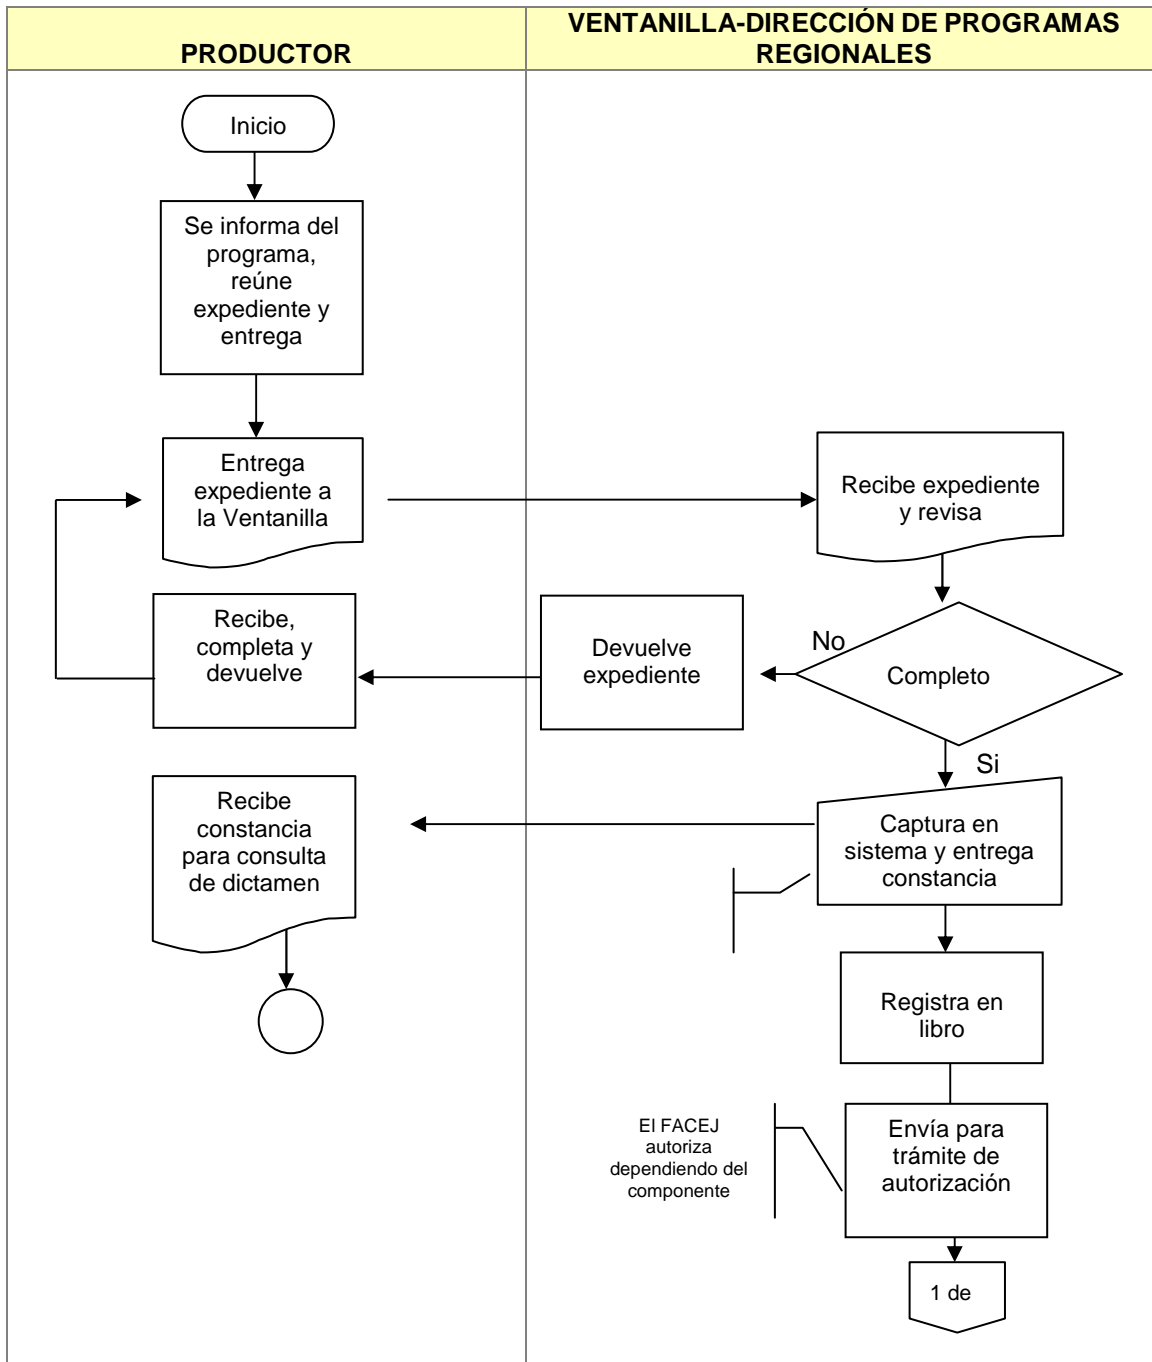 PRODUCTOR
VENTANILLA-DIRECCIÓN DE PROGRAMAS
REGIONALES
Inicio
Se informa del
programa,
reúne
expediente y
entrega
Entrega
expediente a
la Ventanilla
Recibe expediente
y revisa
Recibe,
completa y
devuelve
Devuelve
expediente
No
Completo
Si
Recibe
constancia
para consulta
de dictamen
Captura en
sistema y entrega
constancia
Registra en
libro
El FACEJ
autoriza
dependiendo del
componente
Envía para
trámite de
autorización
1 de